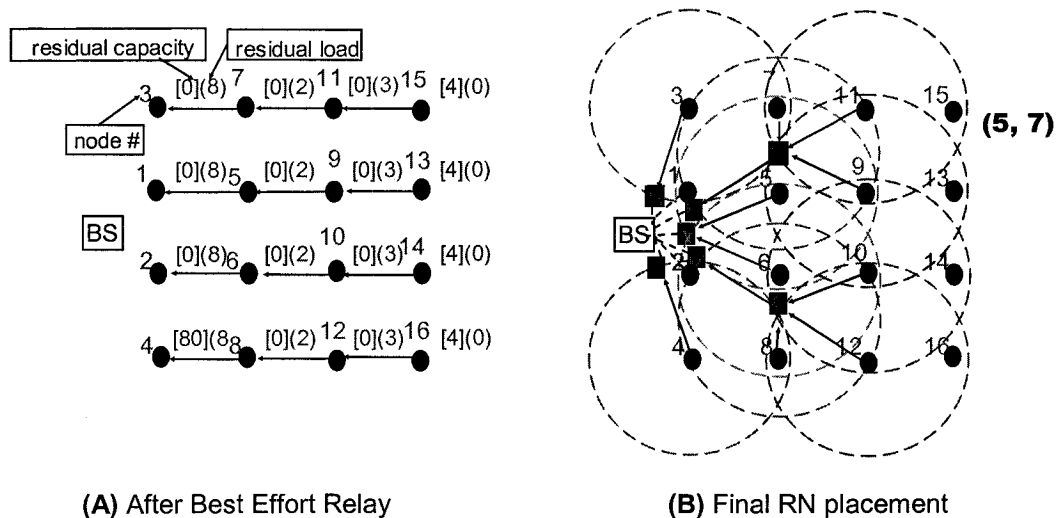 residual capacity
residual load
3 [0](8) 7 [0](2) 11 [0](3) 15 [4](0)
node #
1 [0](8) 5 [0](2) 9 [0](3) 13 [4](0)
BS
2 [0](8) 6 [0](2) 10 [0](3) 14 [4](0)
4 [80](8 8 [0](2) 12 [0](3) 16 [4](0)
(A) After Best Effort Relay
3 7 11 15
(5, 7)
1 5 9 13
BS
2 6 10 14
4 8 12 16
(B) Final RN placement